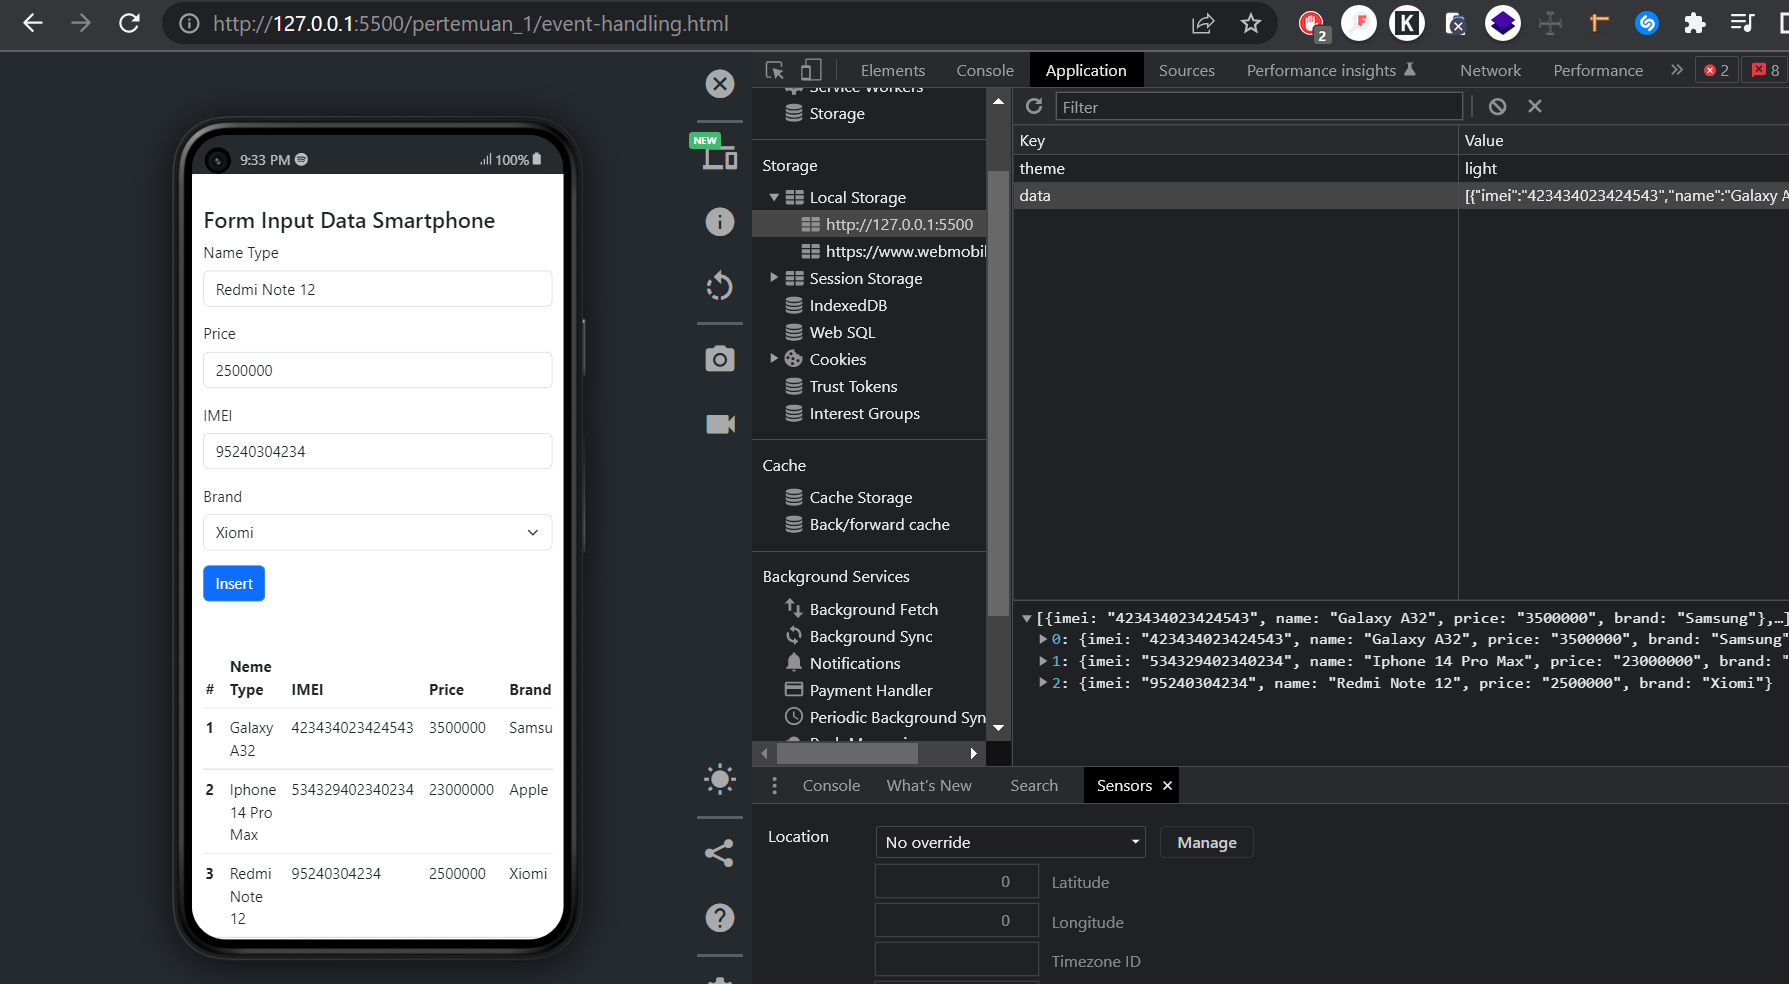 http://127.0.0.1:5500/pertemuan_1/event-handling.html
2
Elements Console Application Sources Performance insights Network Performance » 2 8
NEW
9:33 PM 100%
Form Input Data Smartphone
Name Type
Redmi Note 12
Price
2500000
IMEI
95240304234
Brand
Xiomi
Insert
# Neme Type IMEI Price Brand
1 Galaxy A32 423434023424543 3500000 Samsu
2 Iphone 14 Pro Max 534329402340234 23000000 Apple
3 Redmi Note 12 95240304234 2500000 Xiomi
Service Workers
Storage
Storage
Local Storage
http://127.0.0.1:5500
https://www.webmobil
Session Storage
IndexedDB
Web SQL
Cookies
Trust Tokens
Interest Groups
Cache
Cache Storage
Back/forward cache
Background Services
Background Fetch
Background Sync
Notifications
Payment Handler
Periodic Background Syn
Filter
Key Value
theme light
data [{"imei":"423434023424543","name":"Galaxy A
[{imei: "423434023424543", name: "Galaxy A32", price: "3500000", brand: "Samsung"},…]
0: {imei: "423434023424543", name: "Galaxy A32", price: "3500000", brand: "Samsung"
1: {imei: "534329402340234", name: "Iphone 14 Pro Max", price: "23000000", brand: "
2: {imei: "95240304234", name: "Redmi Note 12", price: "2500000", brand: "Xiomi"}
Console What's New Search Sensors ×
Location No override Manage
0 Latitude
0 Longitude
Timezone ID